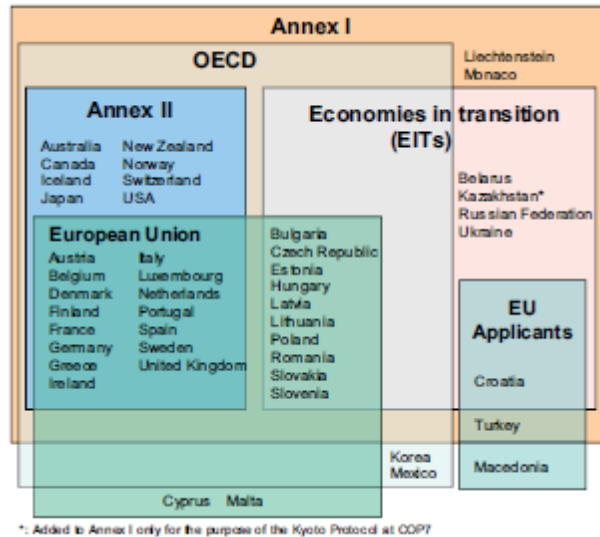 Annex I
OECD
Liechtenstein
Monaco
Annex II
Australia New Zealand
Canada Norway
Iceland Switzerland
Japan USA
Economies in transition
(EITs)
Belarus
Kazakhstan*
Russian Federation
Ukraine
European Union
Austria Italy
Belgium Luxembourg
Denmark Netherlands
Finland Portugal
France Spain
Germany Sweden
Greece United Kingdom
Ireland
Bulgaria
Czech Republic
Estonia
Hungary
Latvia
Lithuania
Poland
Romania
Slovakia
Slovenia
EU
Applicants
Croatia
Turkey
Macedonia
Korea
Mexico
Cyprus Malta
*: Added to Annex I only for the purpose of the Kyoto Protocol at COP7